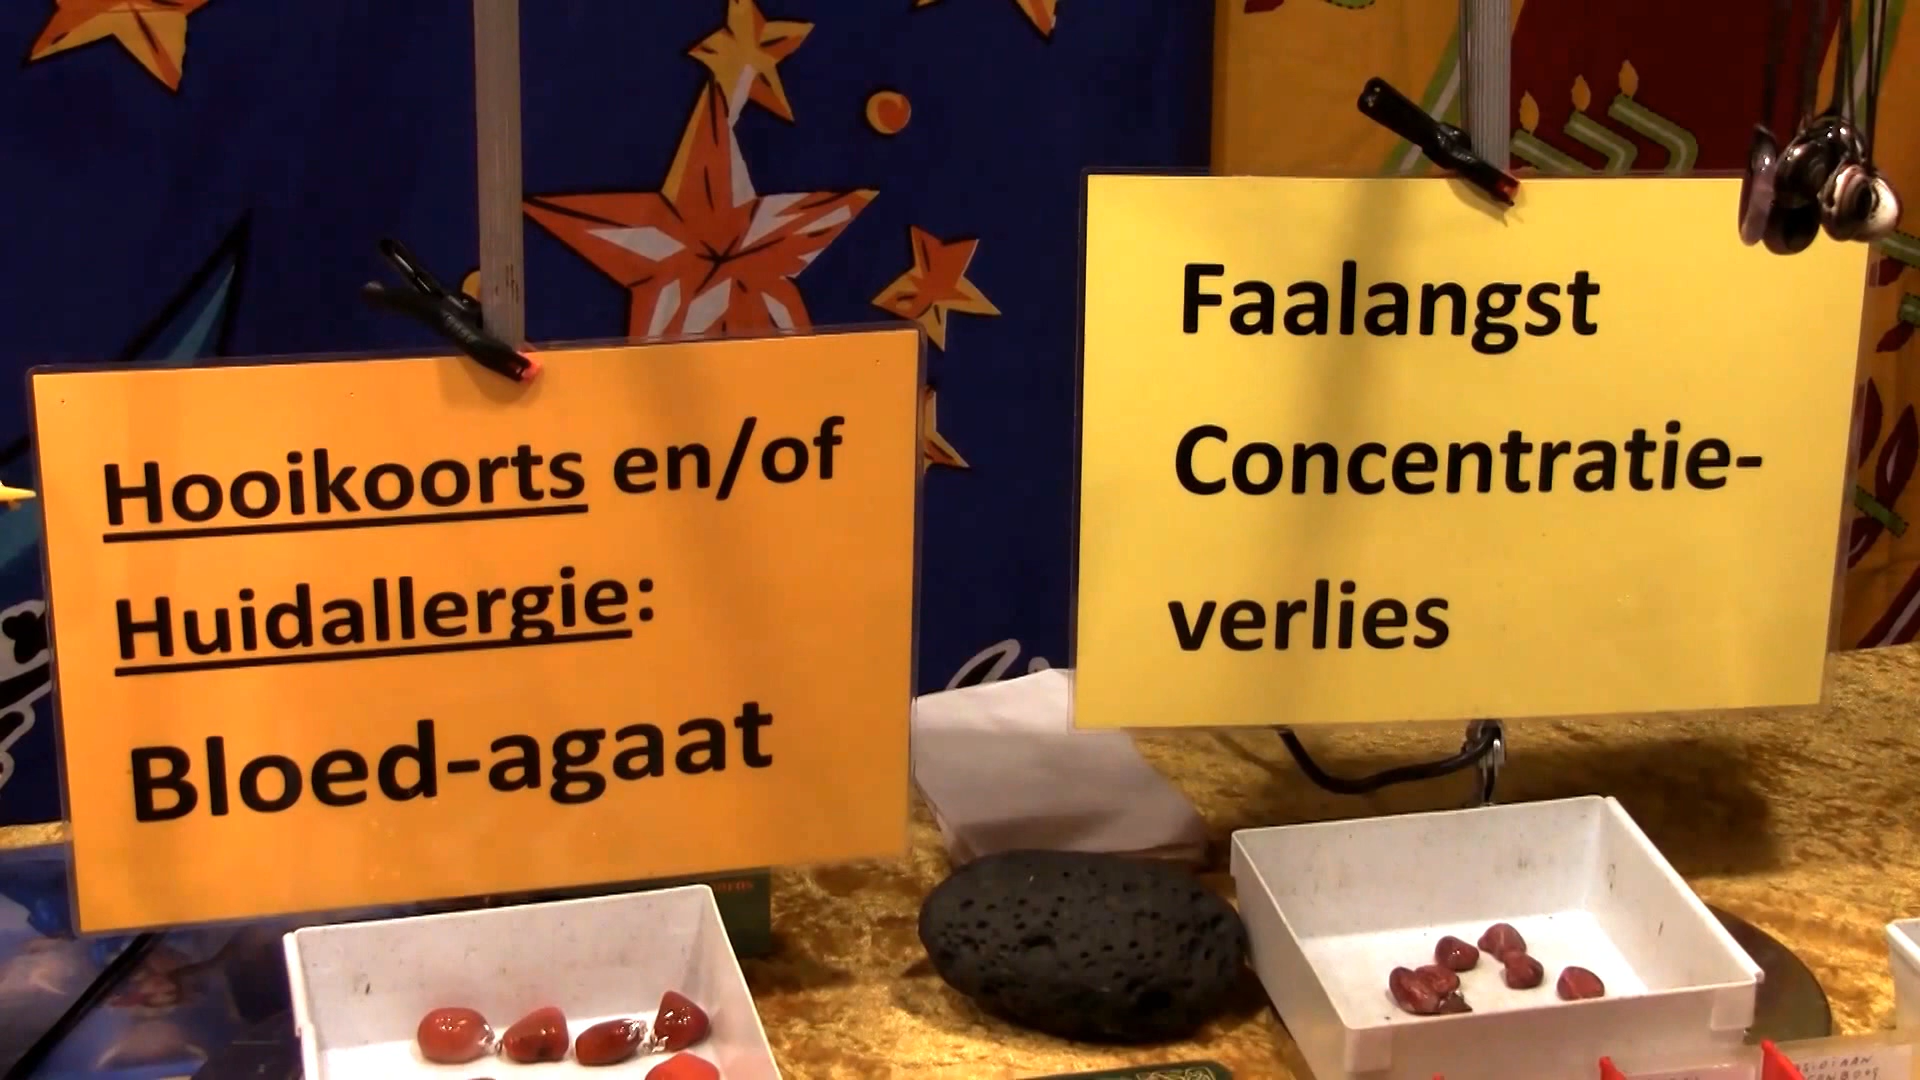 Hooikoorts en/of
Huidallergie:
Bloed-agaat
Faalangst
Concentratie-
verlies